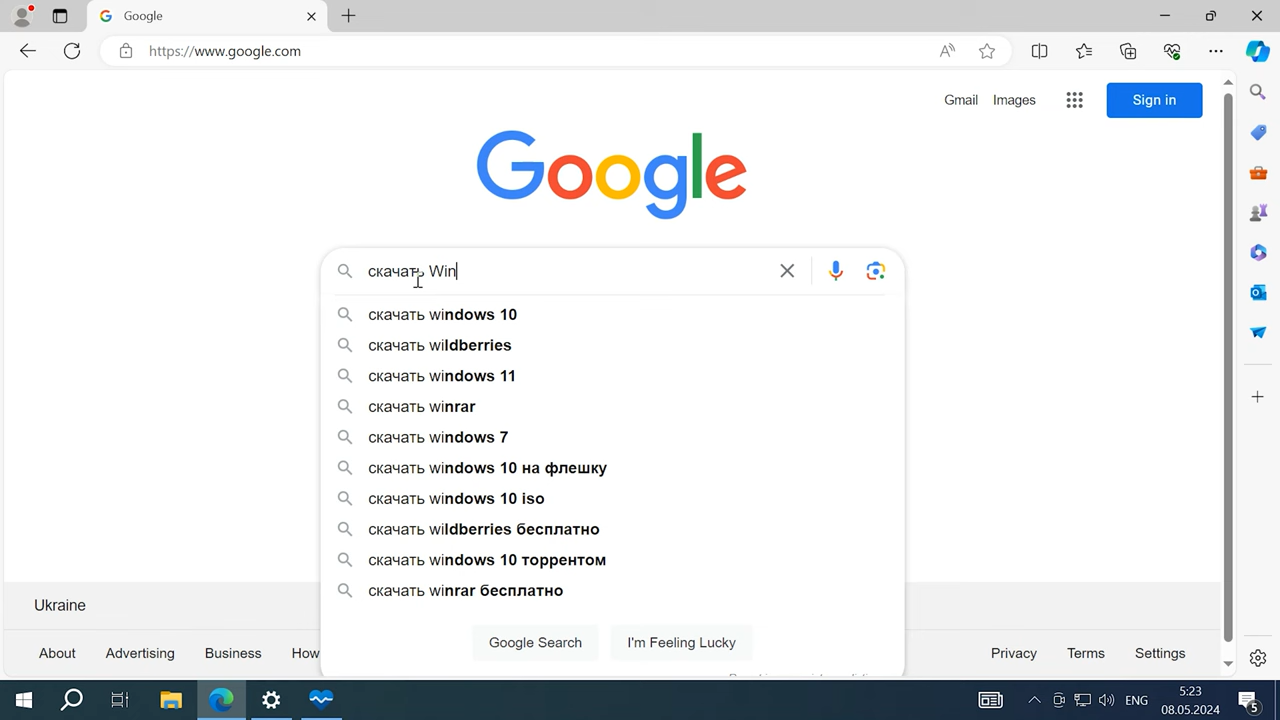 Google
https://www.google.com
Gmail Images Sign in
Google
скачать Win
скачать windows 10
скачать wildberries
скачать windows 11
скачать winrar
скачать windows 7
скачать windows 10 на флешку
скачать windows 10 iso
скачать wildberries бесплатно
скачать windows 10 торрентом
скачать winrar бесплатно
Google Search I'm Feeling Lucky
Ukraine
About Advertising Business How Privacy Terms Settings
ENG
5:23
08.05.2024
5